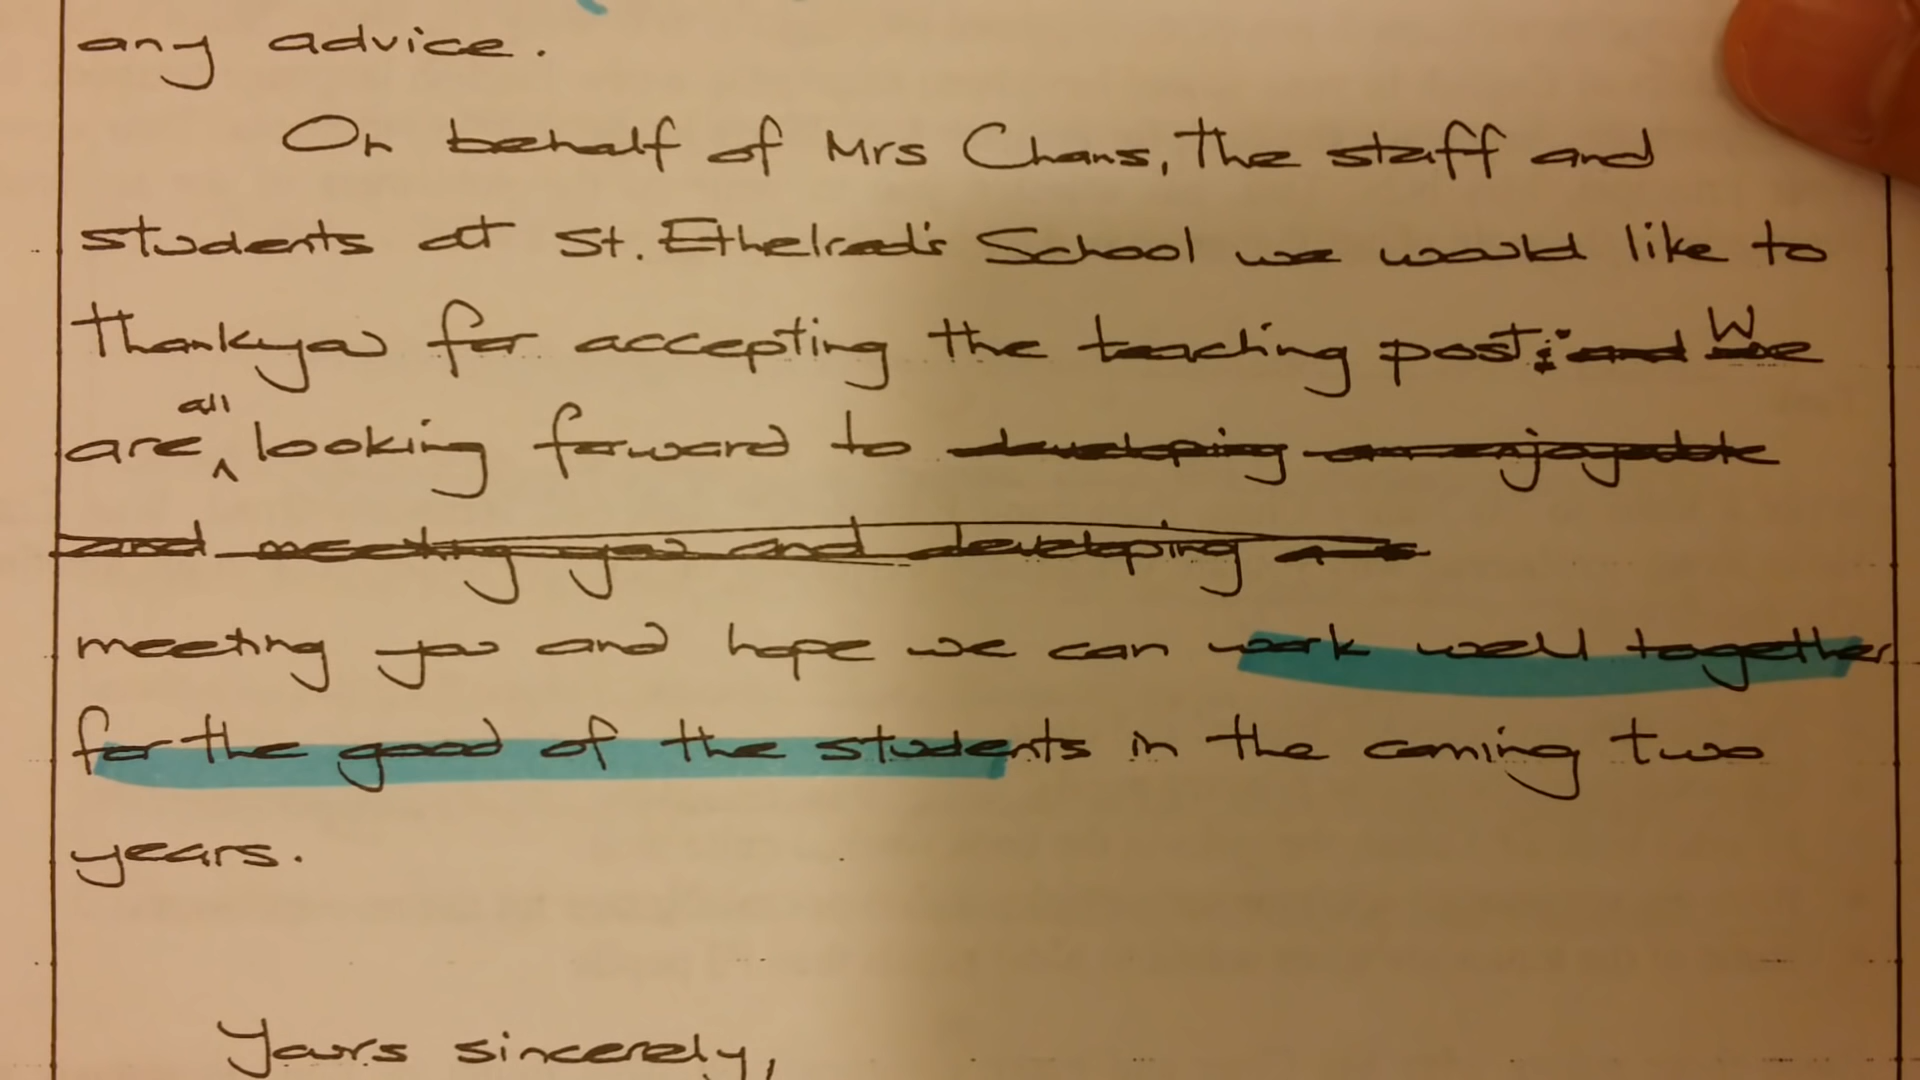 any advice.
On behalf of Mrs Chans, the staff and
students at St. Ethelred's School we would like to
thankyou for accepting the teaching post. and We
are all looking forward to developing an enjoyable
and meeting you and developing a
meeting you and hope we can work well together
for the good of the students in the coming two
years.
Yours sincerely,